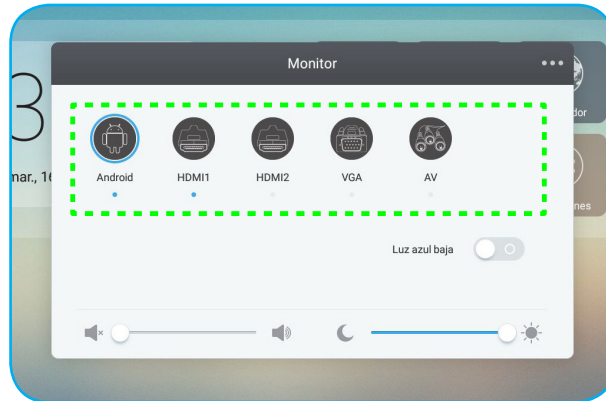 Monitor
3
dor
mar., 16
Android HDMI1 HDMI2 VGA AV
nes
Luz azul baja